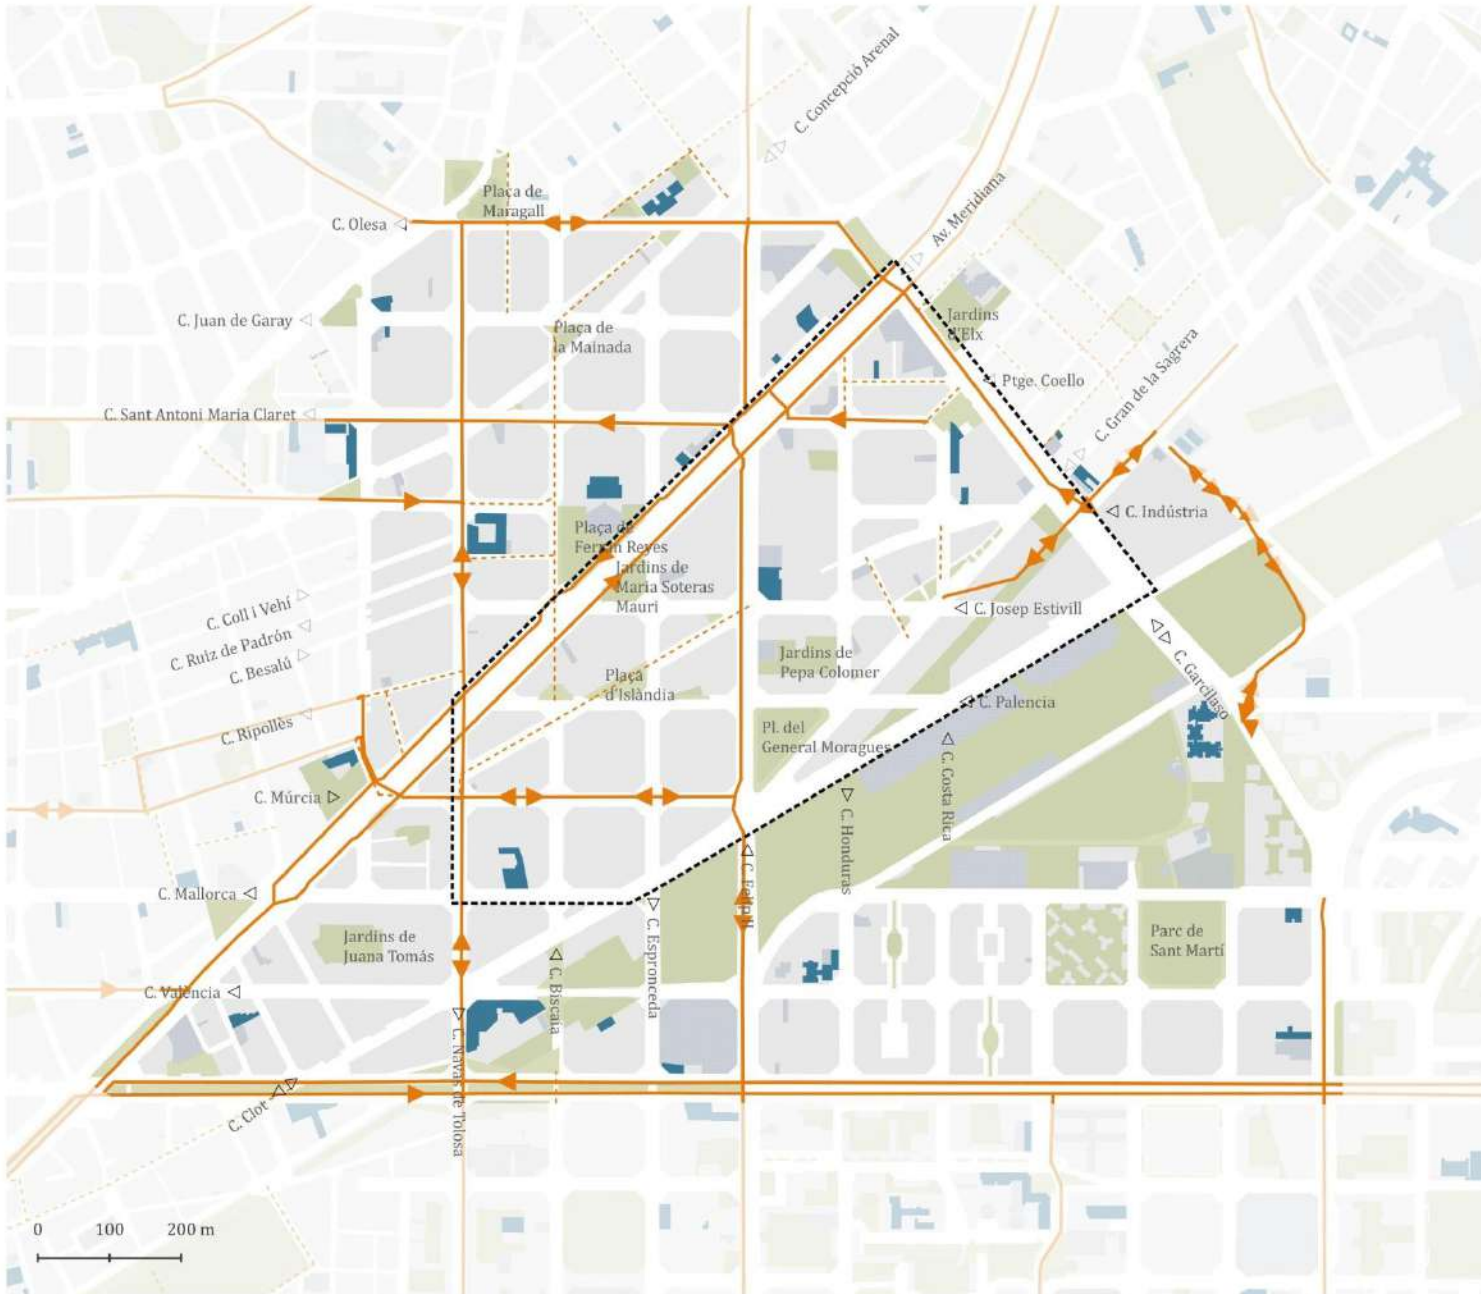 C. Concepció Arenal
Plaça de
Maragall
Av. Meridiana
C. Olesa
C. Juan de Garay
Plaça de
la Mainada
Jardins
d'Elx
Ptge. Coello
C. Gran de la Sagrera
C. Sant Antoni Maria Claret
C. Indústria
Plaça de
Ferran Reyes
Jardins de
Maria Soteras
Mauri
C. Coll i Vehí
C. Ruiz de Padrón
C. Besalú
C. Josep Estivill
Jardins de
Pepa Colomer
Plaça
d'Islàndia
C. Garcilaso
C. Palencia
C. Ripollès
Pl. del
General Moragues
C. Costa Rica
C. Múrcia
C. Honduras
C. Mallorca
C. Felip II
C. Espronceda
Jardins de
Juana Tomás
Parc de
Sant Martí
C. Biscaia
C. València
C. Navas de Tolosa
C. Clot
0 100 200 m